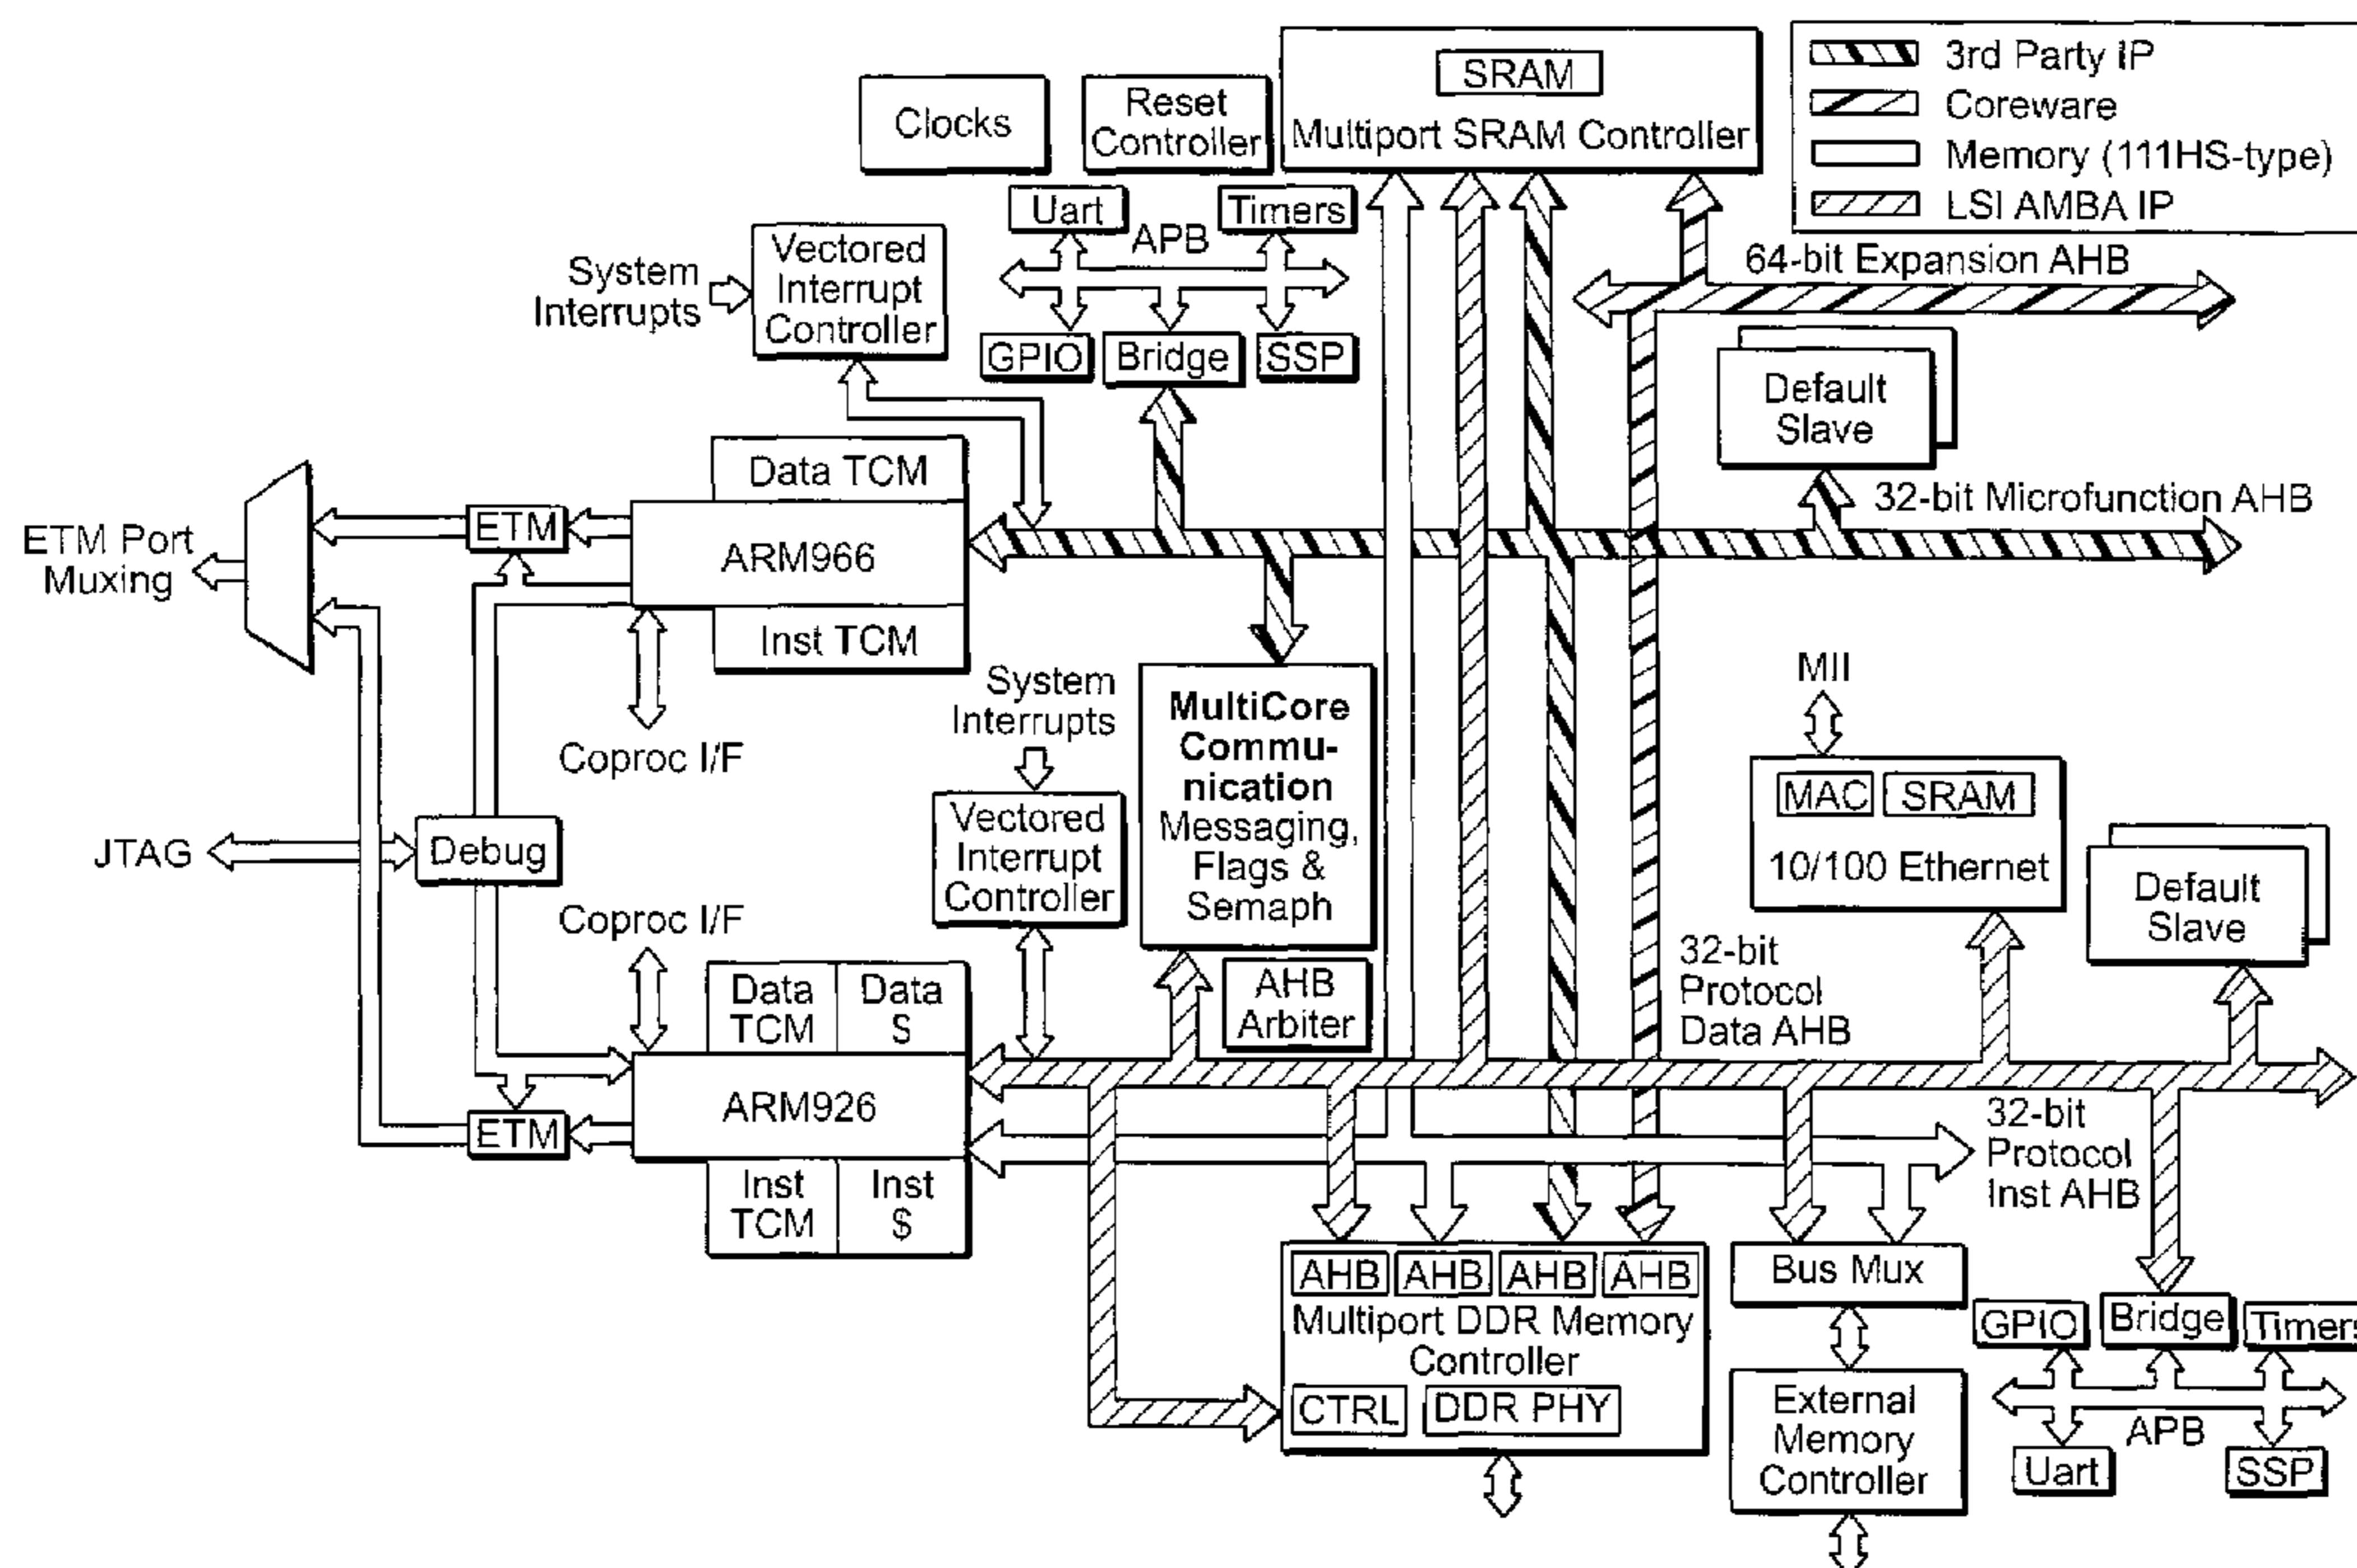 SRAM
Multiport SRAM Controller
Clocks
Reset
Controller
3rd Party IP
Coreware
Memory (111HS-type)
LSI AMBA IP
Uart
Timers
APB
GPIO
Bridge
SSP
System
Interrupts
Vectored
Interrupt
Controller
64-bit Expansion AHB
Default
Slave
32-bit Microfunction AHB
Data TCM
ARM966
Inst TCM
ETM
ETM Port
Muxing
Coproc I/F
System
Interrupts
Vectored
Interrupt
Controller
MultiCore
Commu-
nication
Messaging,
Flags &
Semaph
MII
MAC
SRAM
10/100 Ethernet
Default
Slave
JTAG
Debug
Coproc I/F
AHB
Arbiter
32-bit
Protocol
Data AHB
Data
TCM
Data
S
ARM926
Inst
TCM
Inst
$
ETM
32-bit
Protocol
Inst AHB
AHB
AHB
AHB
AHB
Multiport DDR Memory
Controller
CTRL
DDR PHY
Bus Mux
External
Memory
Controller
GPIO
Bridge
Timers
APB
Uart
SSP